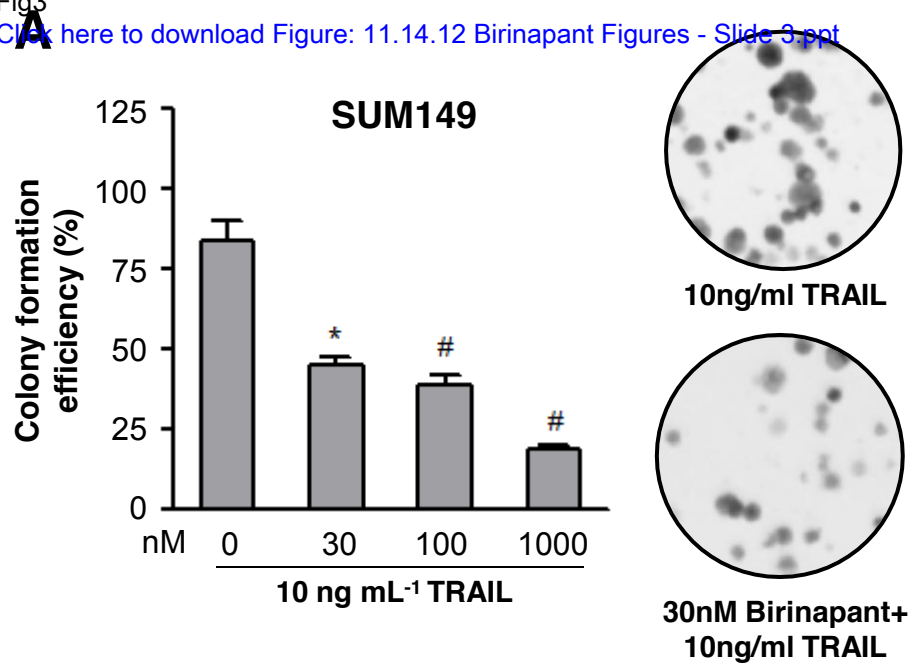 Fig3
A
Click here to download Figure: 11.14.12 Birinapant Figures - Slide 3.ppt
SUM149
Colony formation
efficiency (%)
125
100
75
50
25
0
*
#
#
nM 0 30 100 1000
10 ng mL-1 TRAIL
10ng/ml TRAIL
30nM Birinapant+
10ng/ml TRAIL